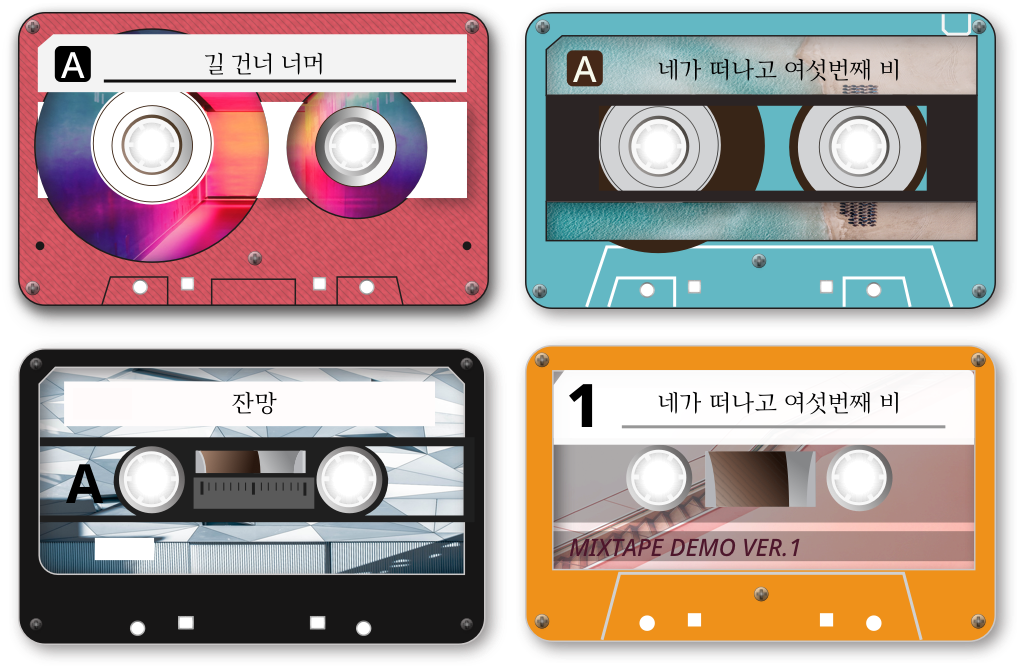 A 길 건너 너머
A 네가 떠나고 여섯번째 비
잔망
A
1 네가 떠나고 여섯번째 비
MIXTAPE DEMO VER.1